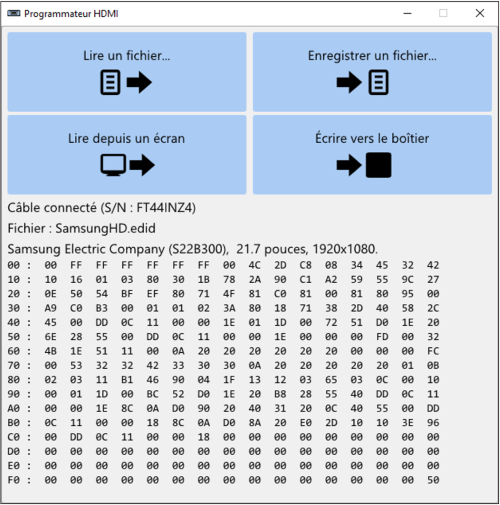 Programmateur HDMI
Lire un fichier...
Enregistrer un fichier...
Lire depuis un écran
Écrire vers le boîtier
Câble connecté (S/N : FT44INZ4)
Fichier : SamsungHD.edid
Samsung Electric Company (S22B300),  21.7 pouces, 1920x1080.
00 :  00  FF  FF  FF  FF  FF  FF  00  4C  2D  C8  08  34  45  32  42
10 :  10  16  01  03  80  30  1B  78  2A  90  C1  A2  59  55  9C  27
20 :  0E  50  54  BF  EF  80  71  4F  81  C0  81  00  81  80  95  00
30 :  A9  C0  B3  00  01  01  02  3A  80  18  71  38  2D  40  58  2C
40 :  45  00  DD  0C  11  00  00  1E  01  1D  00  72  51  D0  1E  20
50 :  6E  28  55  00  DD  0C  11  00  00  1E  00  00  00  FD  00  32
60 :  4B  1E  51  11  00  0A  20  20  20  20  20  20  00  00  00  FC
70 :  00  53  32  32  42  33  30  30  0A  20  20  20  20  20  01  0B
80 :  02  03  11  B1  46  90  04  1F  13  12  03  65  03  0C  00  10
90 :  00  01  1D  00  BC  52  D0  1E  20  B8  28  55  40  DD  0C  11
A0 :  00  00  1E  8C  0A  D0  90  20  40  31  20  0C  40  55  00  DD
B0 :  0C  11  00  00  18  8C  0A  D0  8A  20  E0  2D  10  10  3E  96
C0 :  00  DD  0C  11  00  00  18  00  00  00  00  00  00  00  00  00
D0 :  00  00  00  00  00  00  00  00  00  00  00  00  00  00  00  00
E0 :  00  00  00  00  00  00  00  00  00  00  00  00  00  00  00  00
F0 :  00  00  00  00  00  00  00  00  00  00  00  00  00  00  00  50